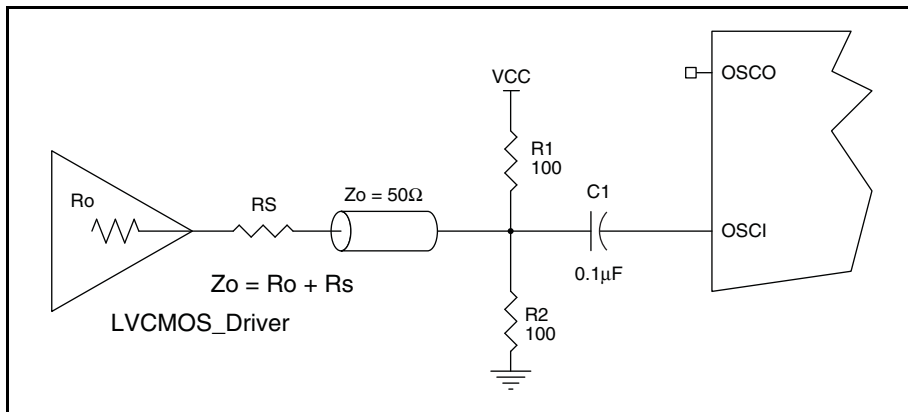 VCC
OSCO
R1
100
Ro
RS
Zo = 50Ω
C1
OSCI
0.1μF
Zo = Ro + Rs
R2
100
LVCMOS_Driver